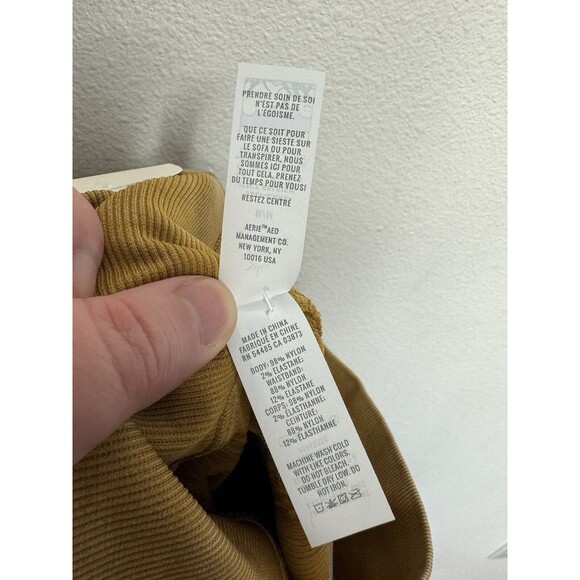 PRENDRE SOIN DE SOI
N'EST PAS DE
L'ÉGOISME.
QUE CE SOIT POUR
FAIRE UNE SIESTE SUR
LE SOFA OU POUR
TRANSPIRER, NOUS
SOMMES ICI POUR
TOUT CELA. PRENEZ
DU TEMPS POUR VOUS!
RESTEZ CENTRÉ
AERIE™AEO
MANAGEMENT CO.
NEW YORK, NY
10016 USA
MADE IN CHINA
FABRIQUÉ EN CHINE
RN 54485 CA 03873
BODY: 98% NYLON
2% ELASTANE;
WAISTBAND:
88% NYLON
12% ELASTANE
CORPS: 98% NYLON
2% ÉLASTHANNE;
CEINTURE:
88% NYLON
12% ÉLASTHANNE
MACHINE WASH COLD
WITH LIKE COLORS.
DO NOT BLEACH.
TUMBLE DRY LOW. DO
NOT IRON.